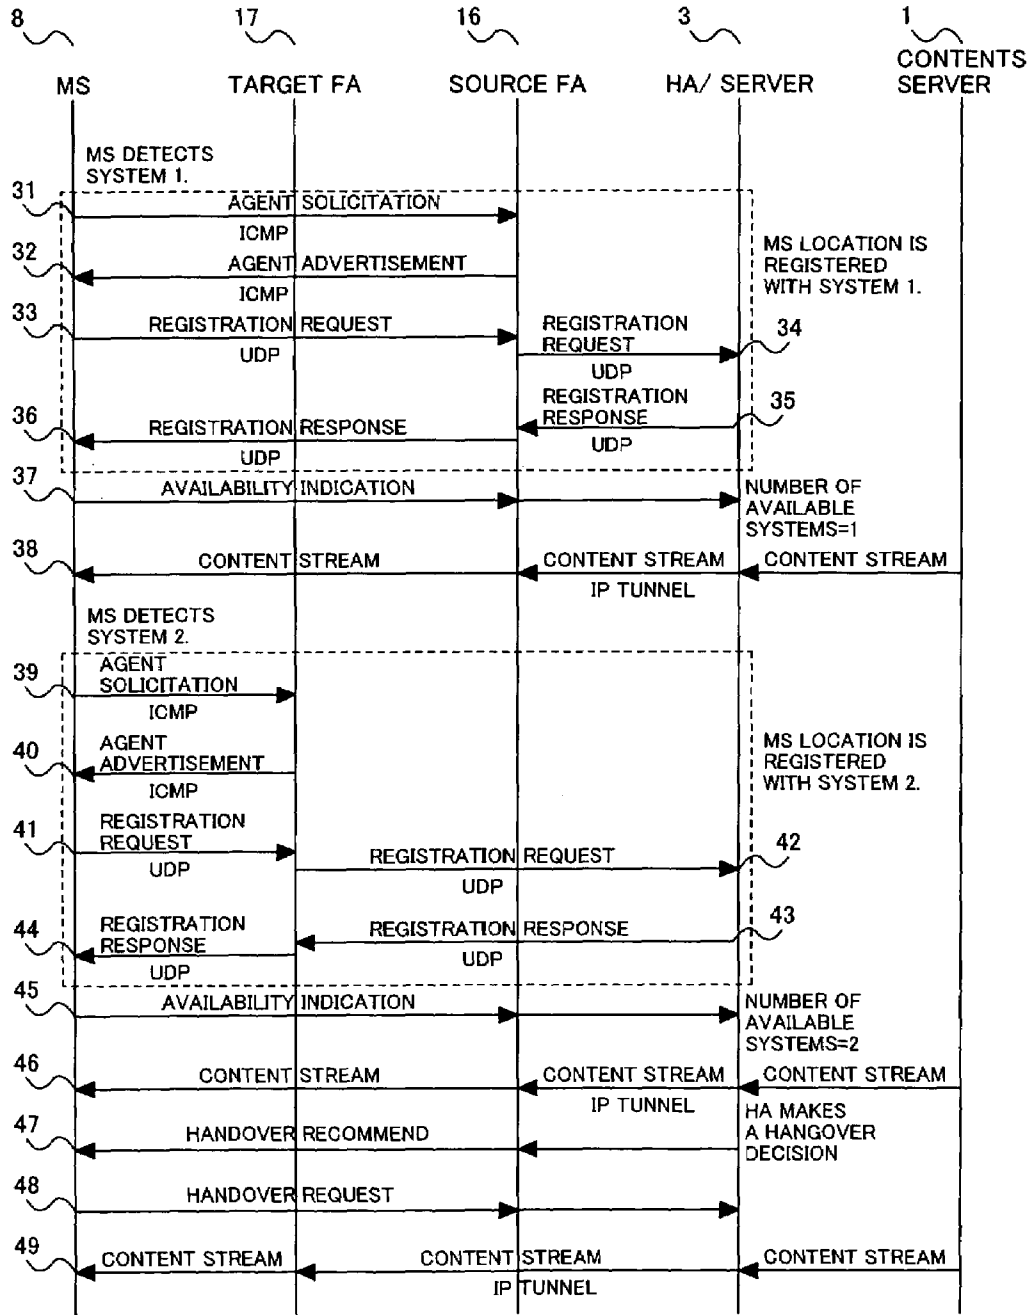 8 17 16 3 1
CONTENTS
MS TARGET FA SOURCE FA HA/ SERVER SERVER
MS DETECTS
SYSTEM 1.
31 AGENT SOLICITATION
ICMP
32 AGENT ADVERTISEMENT
ICMP
MS LOCATION IS
REGISTERED
WITH SYSTEM 1.
33 REGISTRATION REQUEST
UDP
REGISTRATION
REQUEST
UDP
34
REGISTRATION
RESPONSE
UDP
35
36 REGISTRATION RESPONSE
UDP
37 AVAILABILITY INDICATION
NUMBER OF
AVAILABLE
SYSTEMS=1
38 CONTENT STREAM CONTENT STREAM CONTENT STREAM
IP TUNNEL
MS DETECTS
SYSTEM 2.
39 AGENT
SOLICITATION
ICMP
40 AGENT
ADVERTISEMENT
ICMP
MS LOCATION IS
REGISTERED
WITH SYSTEM 2.
41 REGISTRATION
REQUEST
UDP
REGISTRATION REQUEST 42
UDP
REGISTRATION RESPONSE 43
UDP
44 REGISTRATION
RESPONSE
UDP
45 AVAILABILITY INDICATION
NUMBER OF
AVAILABLE
SYSTEMS=2
46 CONTENT STREAM CONTENT STREAM CONTENT STREAM
IP TUNNEL
47 HANDOVER RECOMMEND
HA MAKES
A HANGOVER
DECISION
48 HANDOVER REQUEST
49 CONTENT STREAM CONTENT STREAM CONTENT STREAM
IP TUNNEL